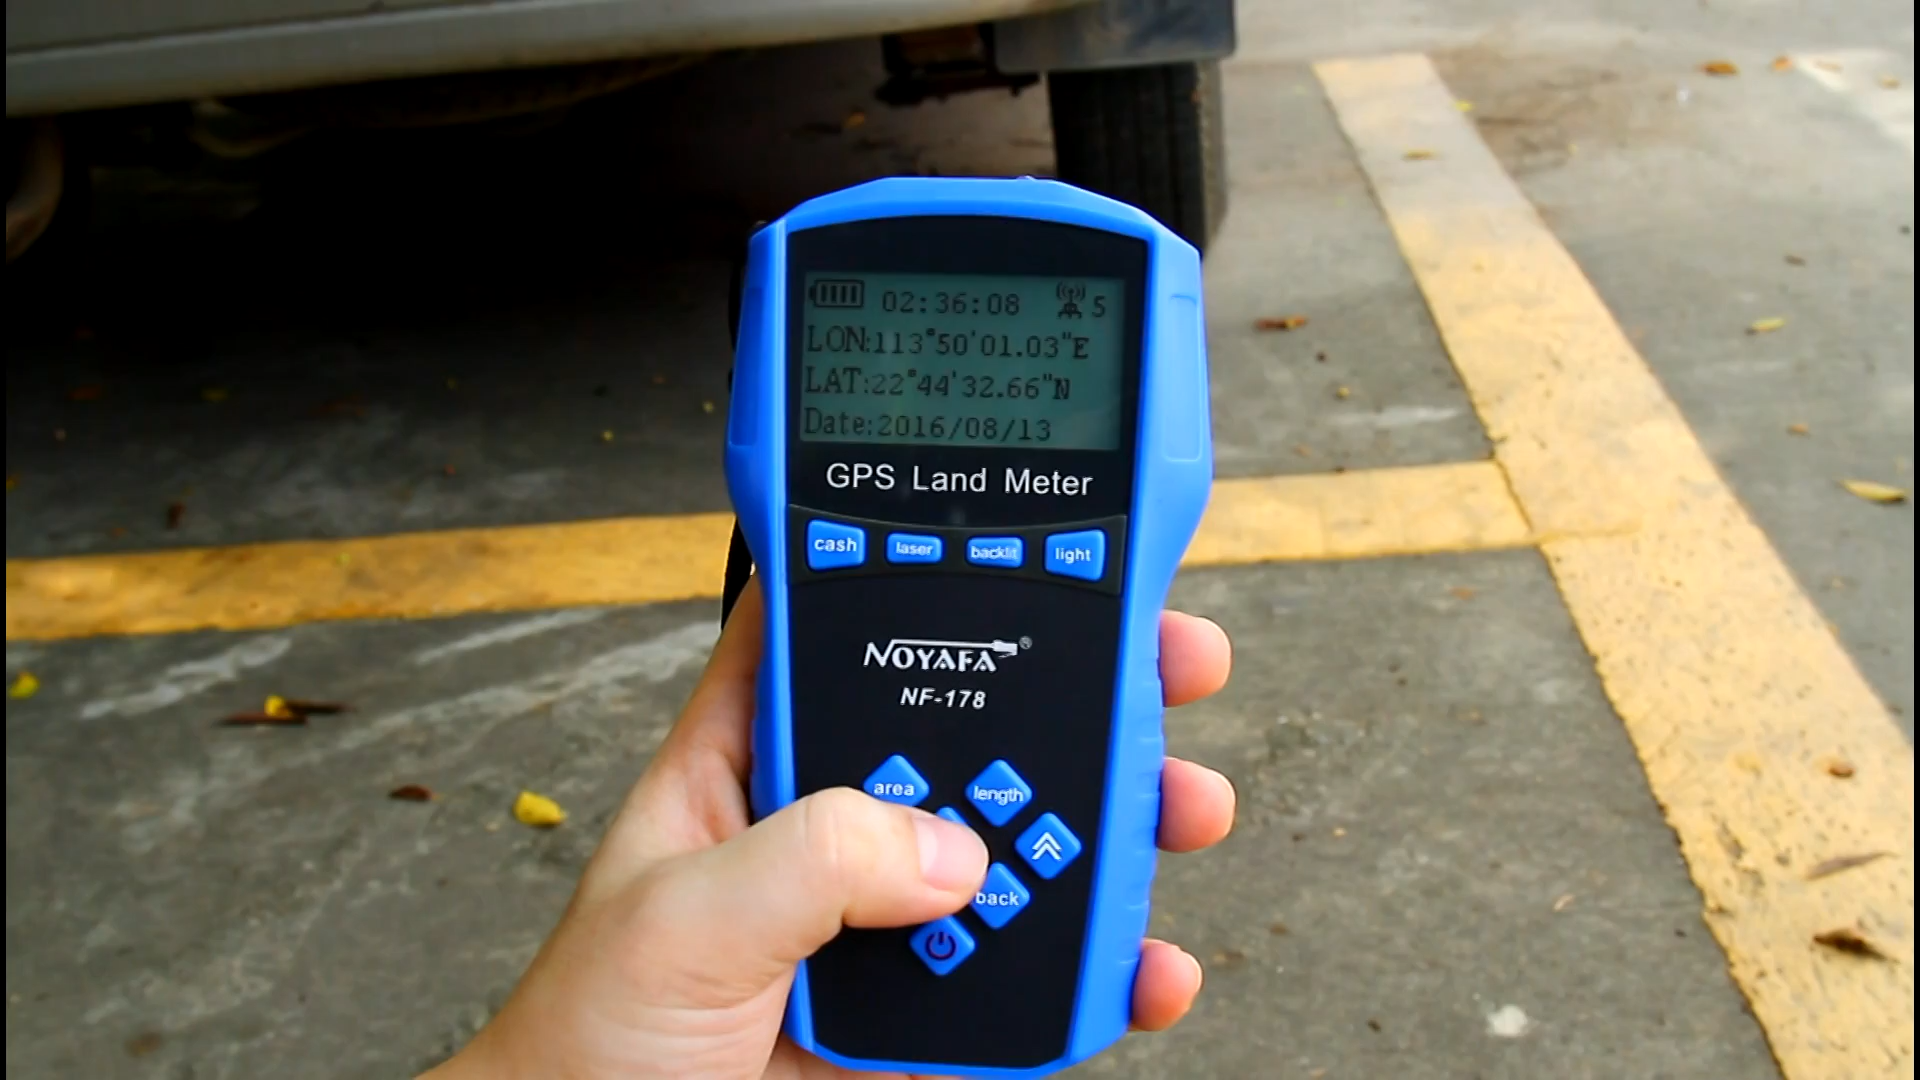 02:36:08 5
LON:113°50'01.03"E
LAT:22°44'32.66"N
Date:2016/08/13
GPS Land Meter
cash laser backlit light
NOYAFA®
NF-178
area length
back